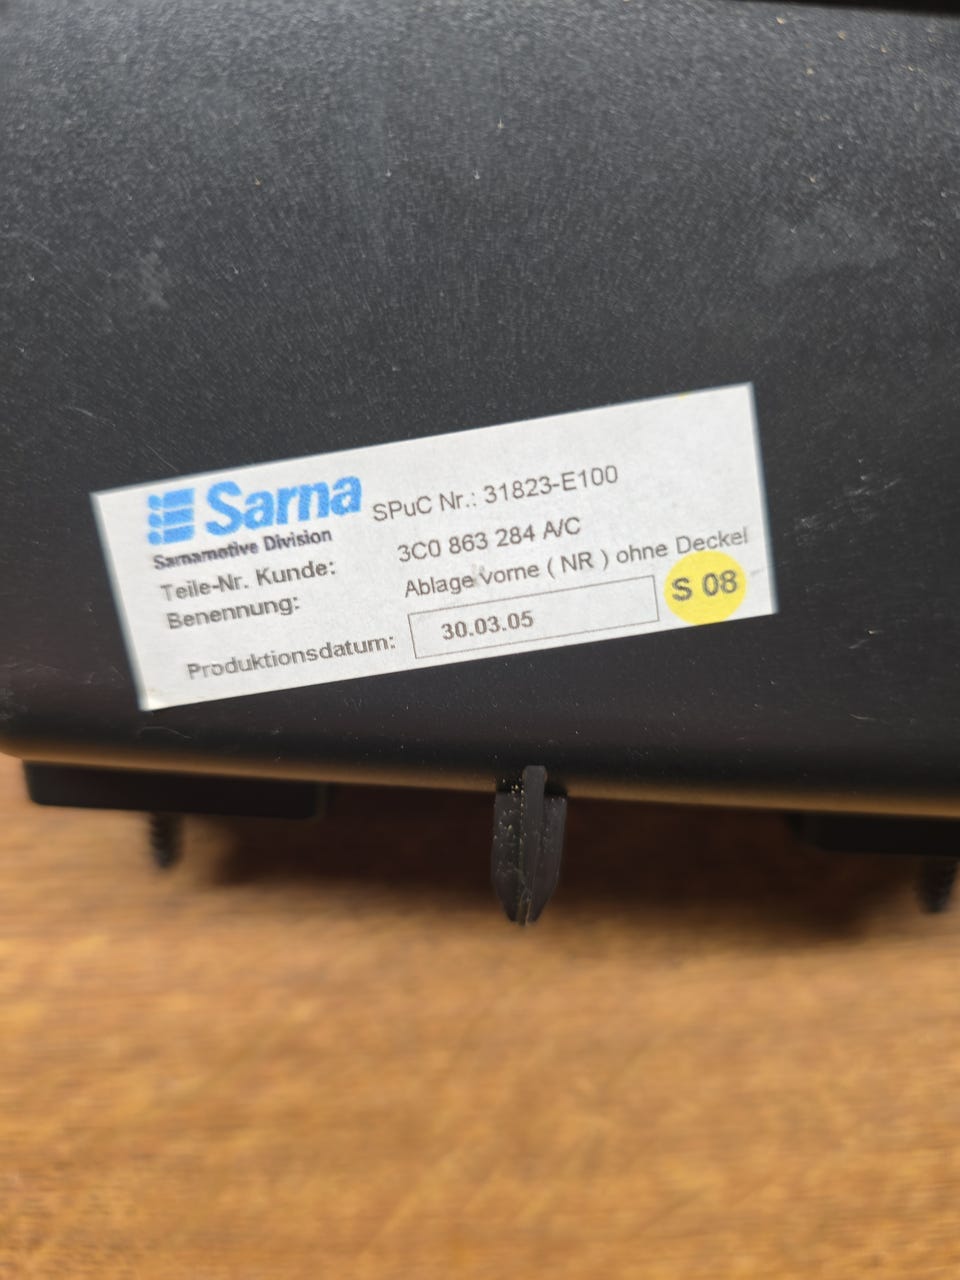 Sarna
Sarnamotive Division
SPuC Nr.: 31823-E100
Teile-Nr. Kunde: 3C0 863 284 A/C
Benennung: Ablage Vorne ( NR ) ohne Deckel
Produktionsdatum: 30.03.05
S 08